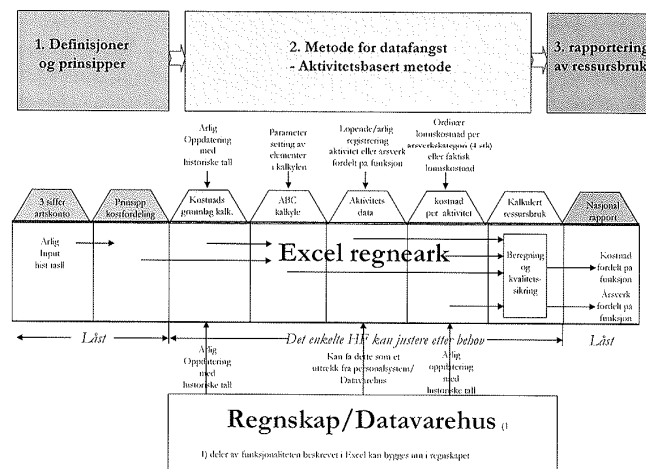 1. Definisjoner
og prinsipper
2. Metode for datafangst
- Aktivitetsbasert metode
3. rapportering
av ressursbruk
Årlig
Oppdatering
med
historiske tall
Parameter
setting av
elementer
i kalkylen
Løpende/årlig
registrering
aktivitet eller årsverk
fordelt på funksjon
Ordinær
lønnskostnad per
årsverkskategori (4 stk)
eller faktisk
lønnskostnad
3 siffer
artskonto
Prinsipp
kostfordeling
Kostnads
grunnlag kalk.
ABC
kalkyle
Aktivitets
data
kostnad
per aktivitet
Kalkulert
ressursbruk
Nasjonal
rapport
Årlig
Input
hist
Excel regneark
Beregning
og
kvalitets-
sikring
Kostnad
fordelt på
funksjon
Årsverk
fordelt på
funksjon
Låst
Det enkelte HF kan justere etter behov
Låst
Årlig
Oppdatering
med
historiske tall
Kan få dette som et
uttrekk fra personalsystem/
Datavarehus
Årlig
oppdatering
med
historiske tall
Regnskap/Datavarehus (1
1) deler av funksjonaliteten beskrevet i Excel kan bygges inn i regnskapet